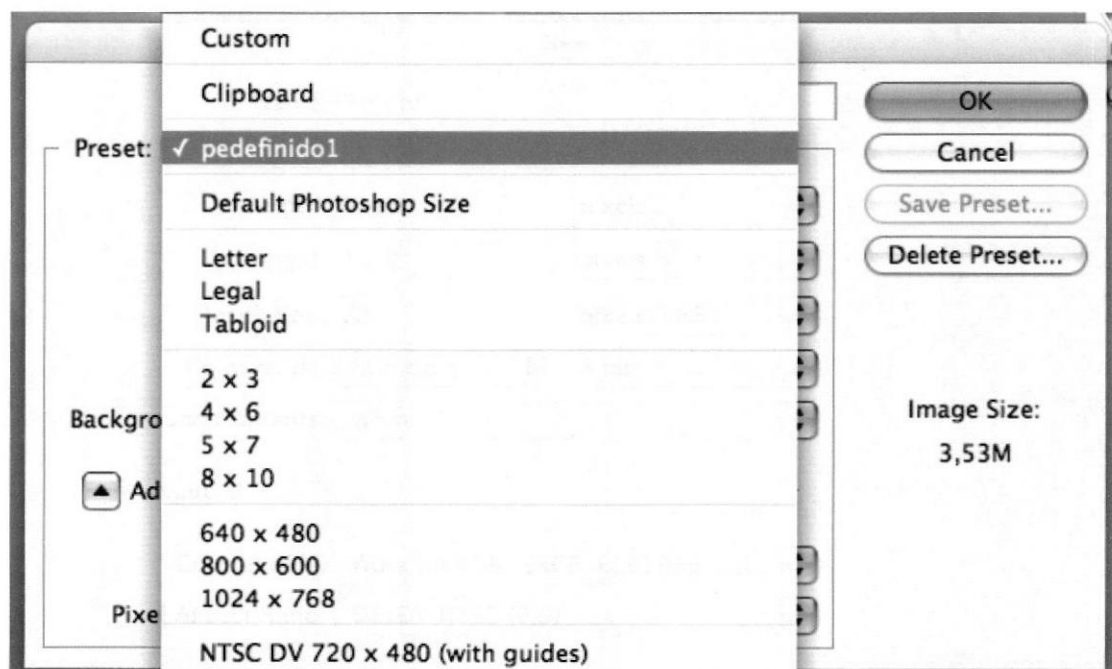 Custom
Clipboard
Preset: ✓ pedefinido1
Default Photoshop Size
Letter
Legal
Tabloid
2 x 3
4 x 6
5 x 7
8 x 10
640 x 480
800 x 600
1024 x 768
NTSC DV 720 x 480 (with guides)
Backgro
Ad
Pixe
OK
Cancel
Save Preset...
Delete Preset...
Image Size:
3,53M